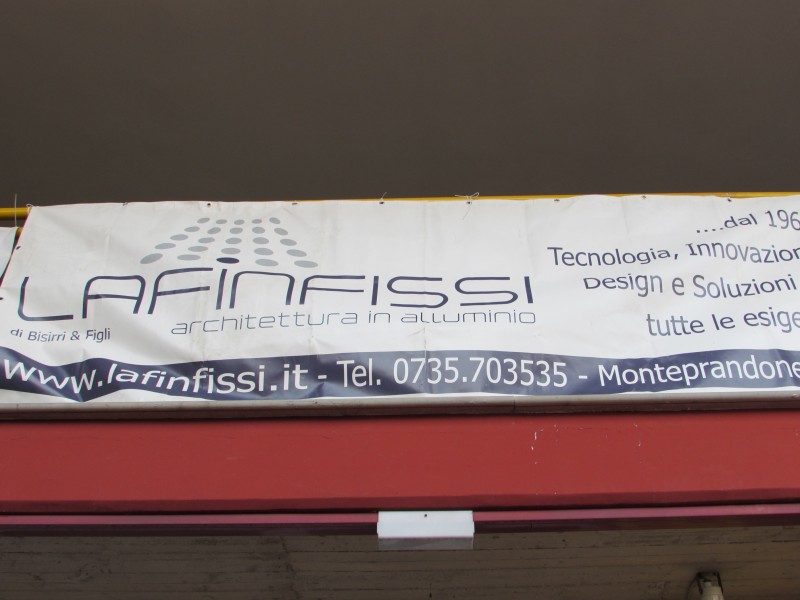 LAFINFISSI
architettura in alluminio
di Bisirri & Figli
....dal 196
Tecnologia, Innovazion
Design e Soluzioni
tutte le esige
www.lafinfissi.it - Tel. 0735.703535 - Monteprandone